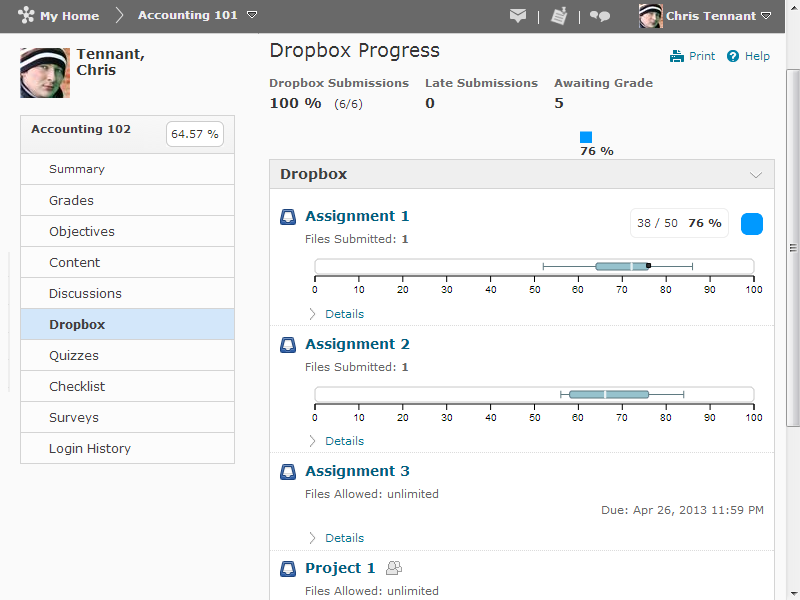 My Home Accounting 101 Chris Tennant
Tennant,
Chris
Accounting 102 64.57 %
Summary
Grades
Objectives
Content
Discussions
Dropbox
Quizzes
Checklist
Surveys
Login History
Dropbox Progress
Print Help
Dropbox Submissions Late Submissions Awaiting Grade
100 % (6/6) 0 5
76 %
Dropbox
Assignment 1 38 / 50 76 %
Files Submitted: 1
0 10 20 30 40 50 60 70 80 90 100
Details
Assignment 2
Files Submitted: 1
0 10 20 30 40 50 60 70 80 90 100
Details
Assignment 3
Files Allowed: unlimited
Due: Apr 26, 2013 11:59 PM
Details
Project 1
Files Allowed: unlimited